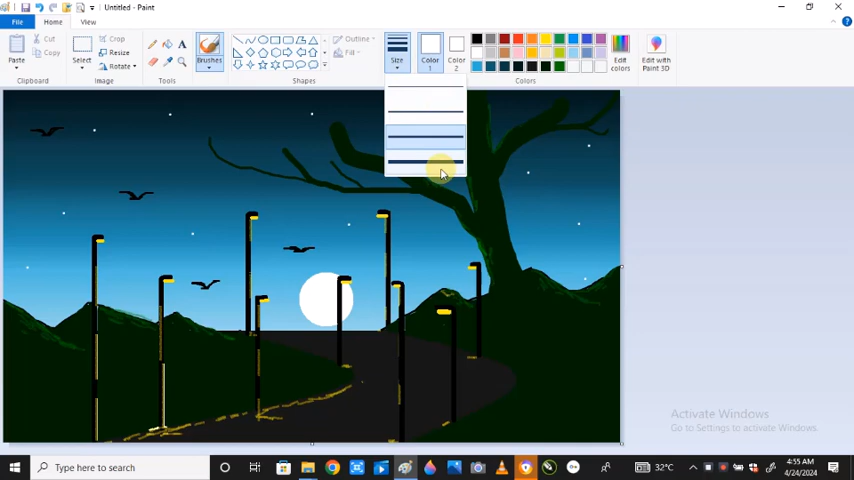 Untitled - Paint
File
Home
View
Paste
Cut
Copy
Clipboard
Select
Crop
Resize
Rotate
Image
Tools
Brushes
Outline
Fill
Shapes
Size
Color
1
Color
2
Edit
colors
Colors
Edit with
Paint 3D
Activate Windows
Go to Settings to activate Windows.
Type here to search
32°C
4:55 AM
4/24/2024